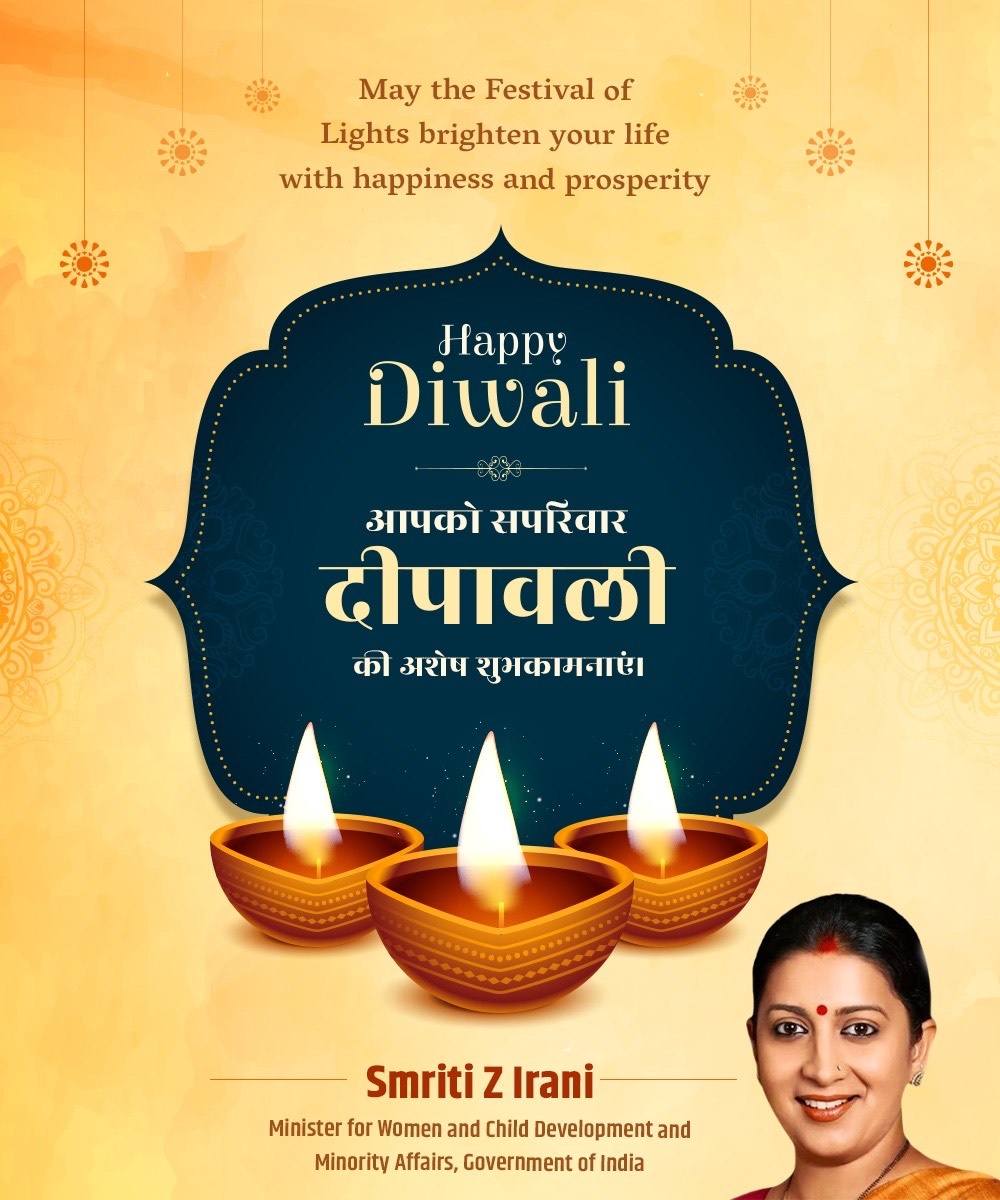 May the Festival of
Lights brighten your life
with happiness and prosperity
Happy
Diwali
आपको सपरिवार
दीपावली
की अशेष शुभकामनाएं।
Smriti Z Irani
Minister for Women and Child Development and
Minority Affairs, Government of India